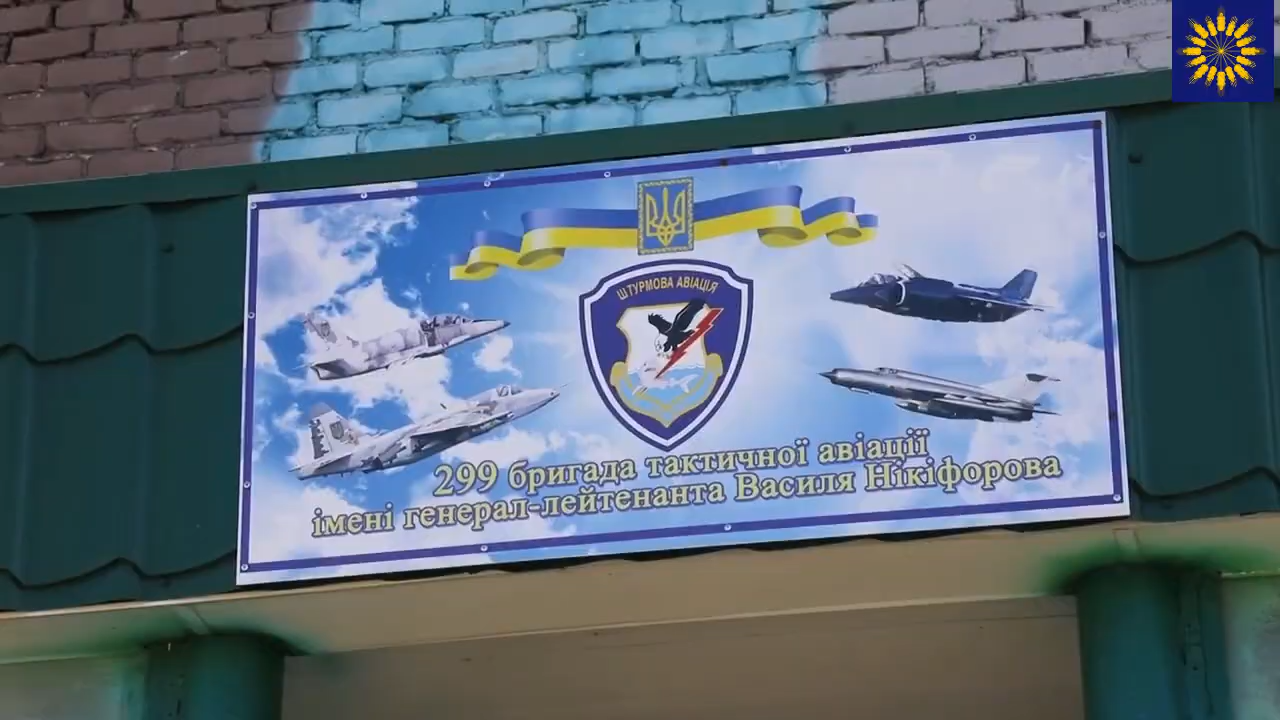 ШТУРМОВА АВІАЦІЯ
299 бригада тактичної авіації
імені генерал-лейтенанта Василя Нікіфорова